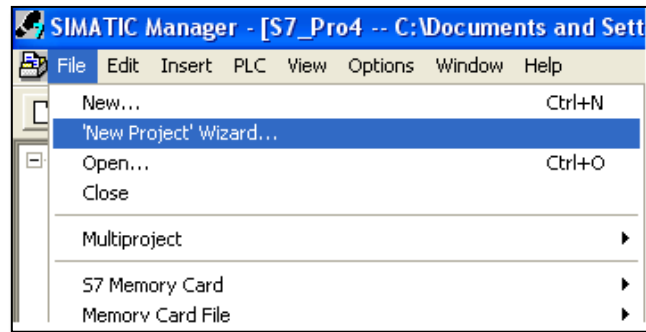 SIMATIC Manager - [S7_Pro4 -- C:\Documents and Sett
File Edit Insert PLC View Options Window Help
New... Ctrl+N
'New Project' Wizard...
Open... Ctrl+O
Close
Multiproject
S7 Memory Card
Memory Card File